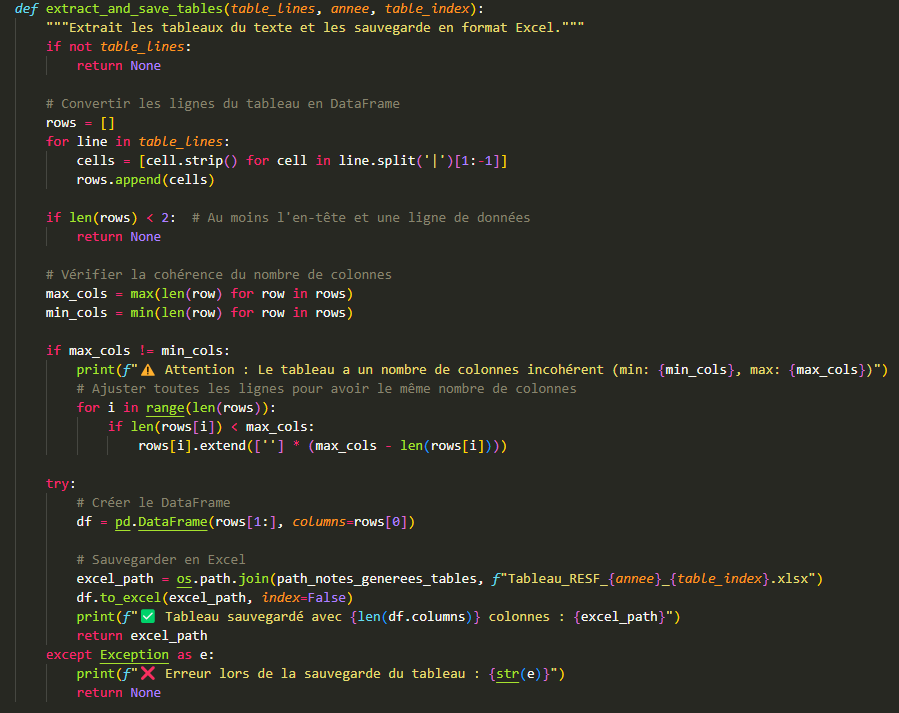 def extract_and_save_tables(table_lines, annee, table_index):
    """Extrait les tableaux du texte et les sauvegarde en format Excel."""
    if not table_lines:
        return None

    # Convertir les lignes du tableau en DataFrame
    rows = []
    for line in table_lines:
        cells = [cell.strip() for cell in line.split('|')[1:-1]]
        rows.append(cells)

    if len(rows) < 2:  # Au moins l'en-tête et une ligne de données
        return None

    # Vérifier la cohérence du nombre de colonnes
    max_cols = max(len(row) for row in rows)
    min_cols = min(len(row) for row in rows)

    if max_cols != min_cols:
        print(f"⚠️ Attention : Le tableau a un nombre de colonnes incohérent (min: {min_cols}, max: {max_cols})")
        # Ajuster toutes les lignes pour avoir le même nombre de colonnes
        for i in range(len(rows)):
            if len(rows[i]) < max_cols:
                rows[i].extend([''] * (max_cols - len(rows[i])))

    try:
        # Créer le DataFrame
        df = pd.DataFrame(rows[1:], columns=rows[0])

        # Sauvegarder en Excel
        excel_path = os.path.join(path_notes_generees_tables, f"Tableau_RESF_{annee}_{table_index}.xlsx")
        df.to_excel(excel_path, index=False)
        print(f"✅ Tableau sauvegardé avec {len(df.columns)} colonnes : {excel_path}")
        return excel_path
    except Exception as e:
        print(f"❌ Erreur lors de la sauvegarde du tableau : {str(e)}")
        return None